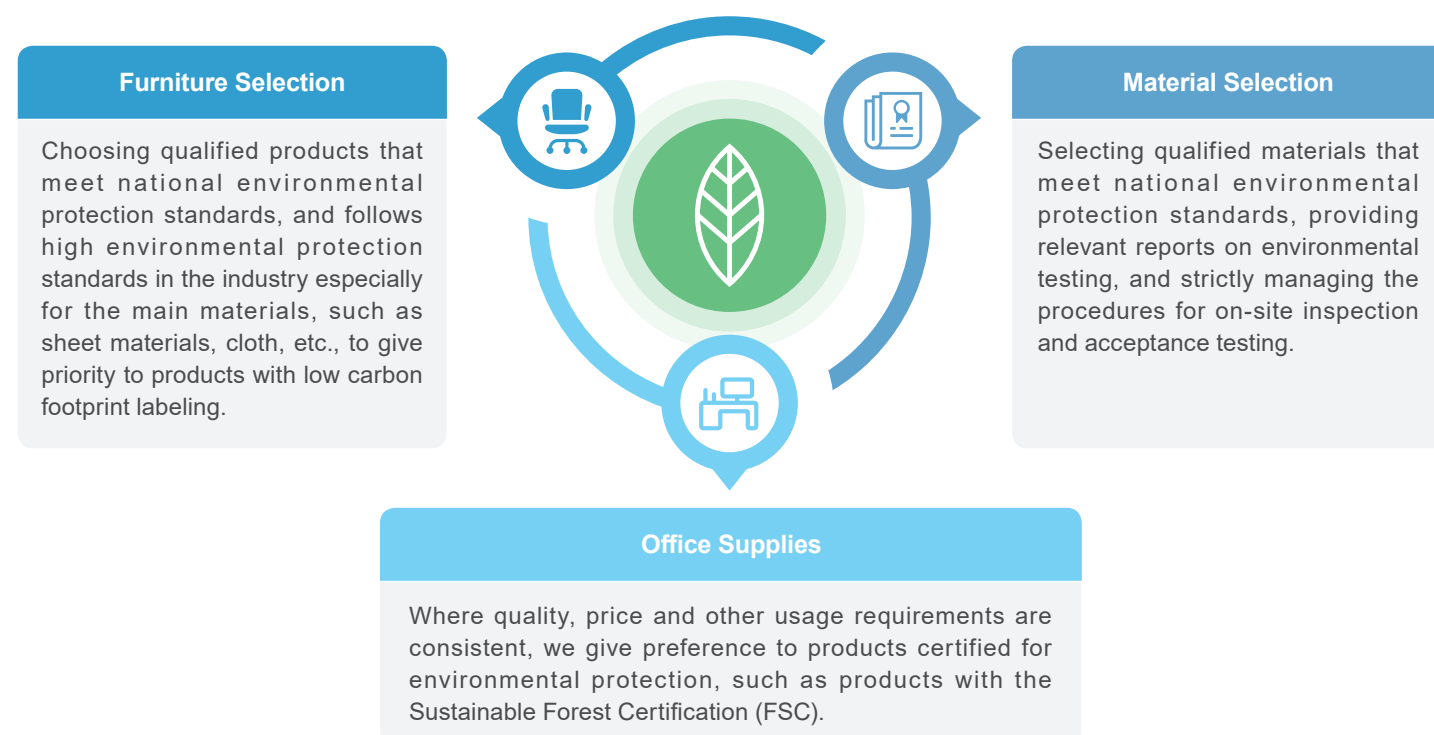 Furniture Selection
Choosing qualified products that
meet national environmental
protection standards, and follows
high environmental protection
standards in the industry especially
for the main materials, such as
sheet materials, cloth, etc., to give
priority to products with low carbon
footprint labeling.
Material Selection
Selecting qualified materials that
meet national environmental
protection standards, providing
relevant reports on environmental
testing, and strictly managing the
procedures for on-site inspection
and acceptance testing.
Office Supplies
Where quality, price and other usage requirements are
consistent, we give preference to products certified for
environmental protection, such as products with the
Sustainable Forest Certification (FSC).